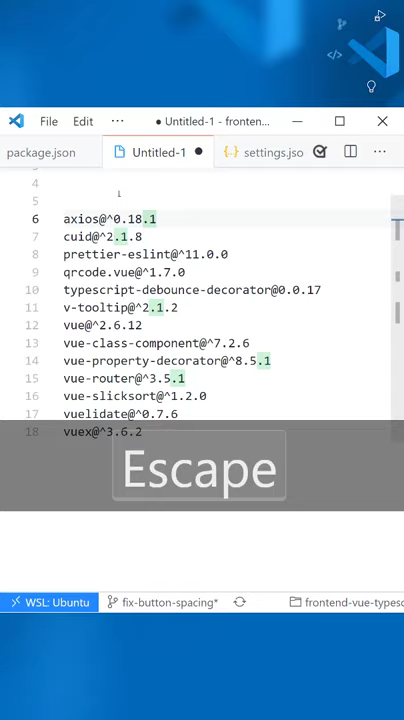 File Edit ··· ● Untitled-1 - fronten...
package.json Untitled-1 ● {..} settings.jso ···
4
5
6 axios@^0.18.1
7 cuid@^2.1.8
8 prettier-eslint@^11.0.0
9 qrcode.vue@^1.7.0
10 typescript-debounce-decorator@0.0.17
11 v-tooltip@^2.1.2
12 vue@^2.6.12
13 vue-class-component@^7.2.6
14 vue-property-decorator@^8.5.1
15 vue-router@^3.5.1
16 vue-slicksort@^1.2.0
17 vuelidate@^0.7.6
18 vuex@^3.6.2
Escape
WSL: Ubuntu fix-button-spacing* frontend-vue-typesc